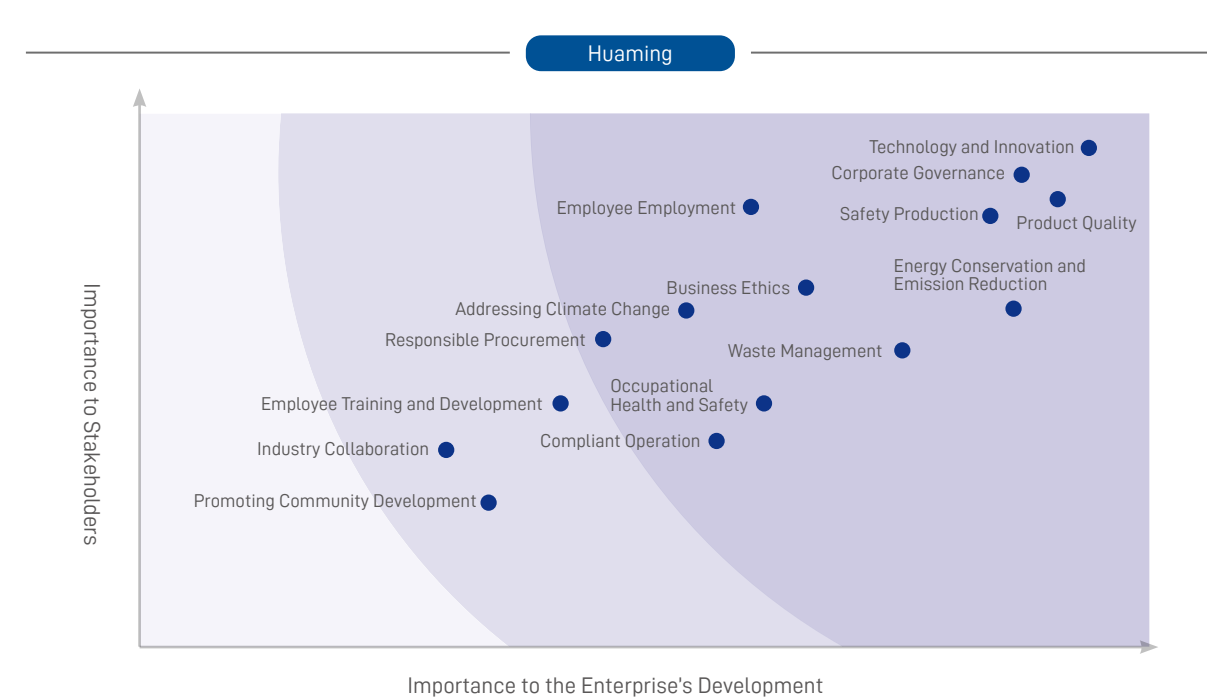 Huaming
Technology and Innovation
Corporate Governance
Employee Employment
Safety Production
Product Quality
Energy Conservation and
Emission Reduction
Business Ethics
Addressing Climate Change
Responsible Procurement
Waste Management
Occupational
Health and Safety
Employee Training and Development
Compliant Operation
Industry Collaboration
Promoting Community Development
Importance to Stakeholders
Importance to the Enterprise's Development